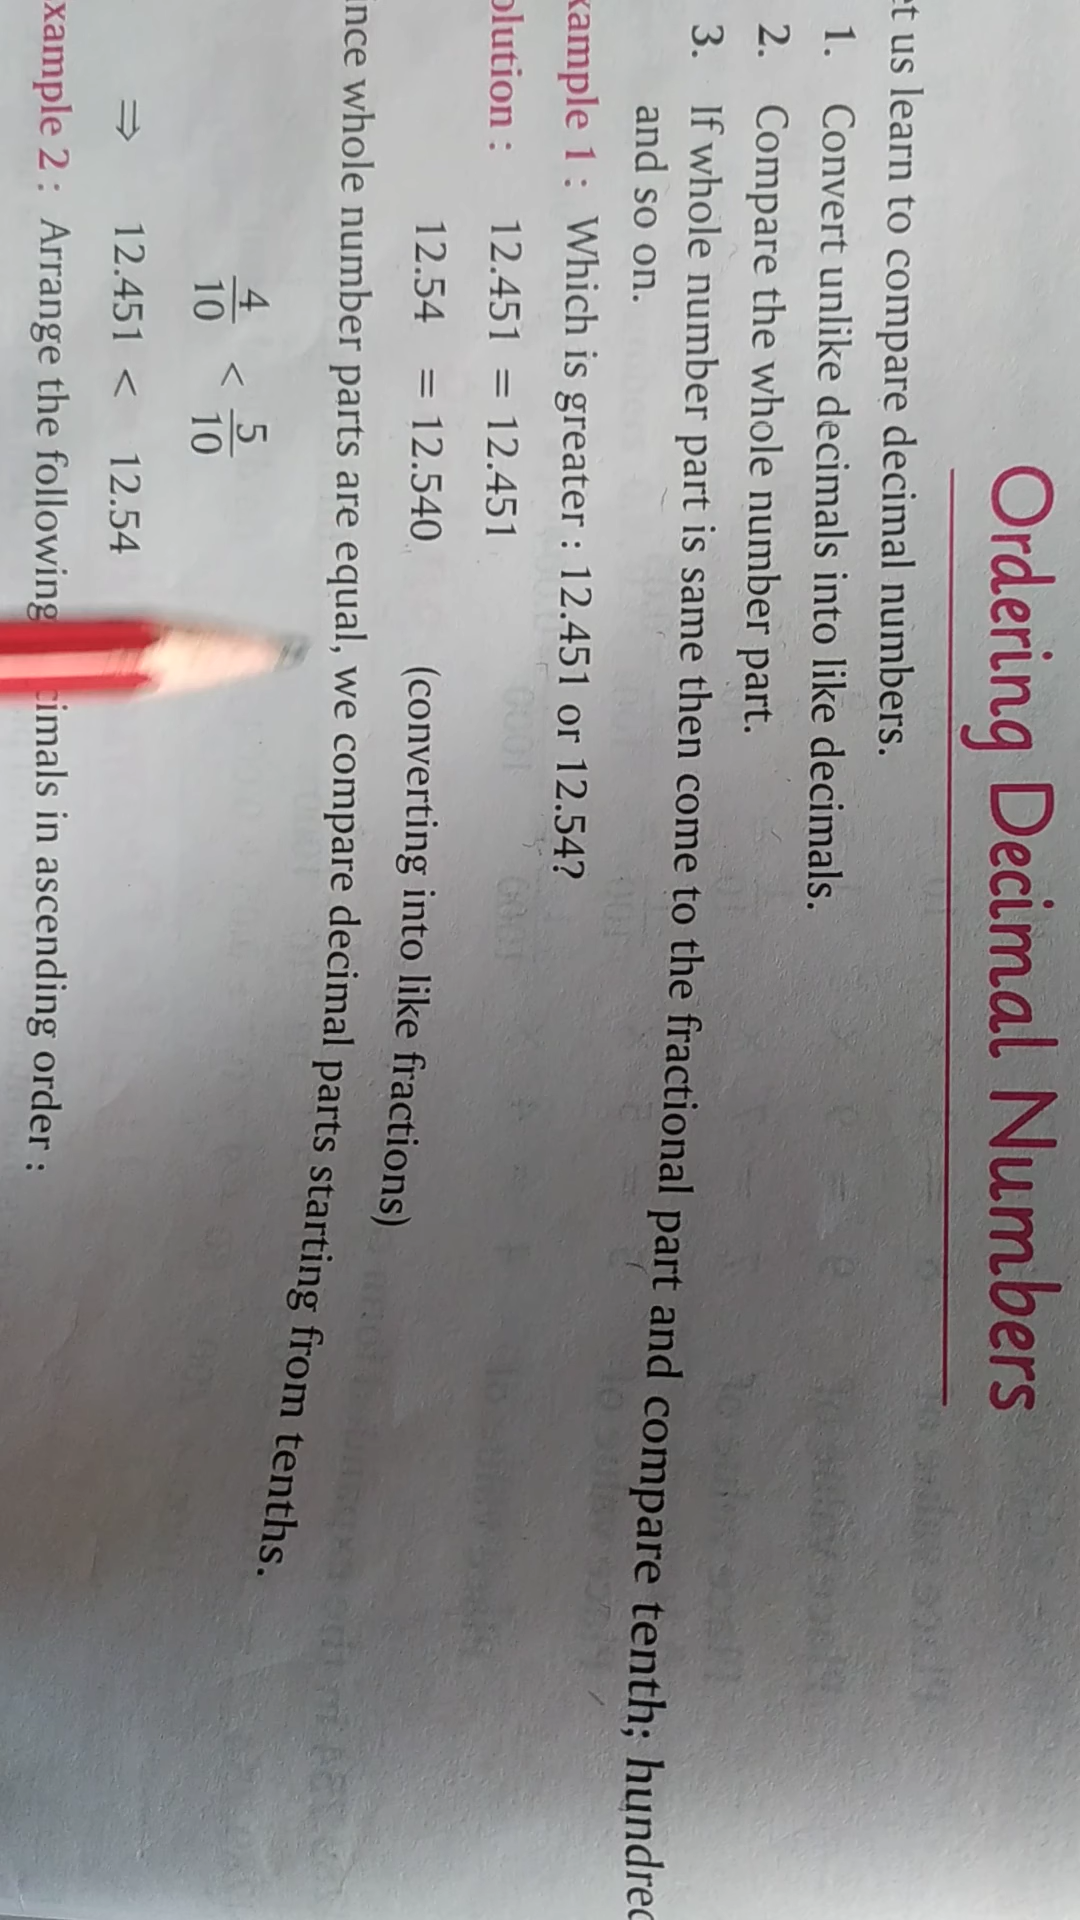 Ordering Decimal Numbers
et us learn to compare decimal numbers.
1. Convert unlike decimals into like decimals.
2. Compare the whole number part.
3. If whole number part is same then come to the fractional part and compare tenth; hundred
and so on.
xample 1 : Which is greater : 12.451 or 12.54?
olution : 12.451 = 12.451
12.54 = 12.540 (converting into like fractions)
ince whole number parts are equal, we compare decimal parts starting from tenths.
4/10 < 5/10
⇒ 12.451 < 12.54
xample 2 : Arrange the following cimals in ascending order :